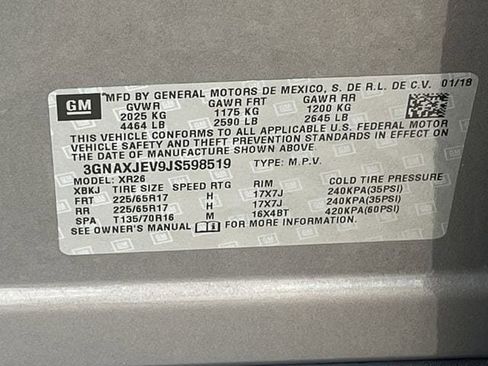 GM
MFD BY GENERAL MOTORS DE MEXICO, S. DE R.L. DE C.V. 01/18
GVWR GAWR FRT GAWR RR
2025 KG 1175 KG 1200 KG
4464 LB 2590 LB 2645 LB
THIS VEHICLE CONFORMS TO ALL APPLICABLE U.S. FEDERAL MOTOR
VEHICLE SAFETY AND THEFT PREVENTION STANDARDS IN EFFECT ON
THE DATE OF MANUFACTURE SHOWN ABOVE.
3GNAXJEV9JS598519 TYPE: M.P.V.
MODEL: XR26
XBKJ TIRE SIZE SPEED RTG RIM COLD TIRE PRESSURE
FRT 225/65R17 H 17X7J 240KPA(35PSI)
RR 225/65R17 H 17X7J 240KPA(35PSI)
SPA T135/70R16 M 16X4BT 420KPA(60PSI)
SEE OWNER'S MANUAL FOR MORE INFORMATION.